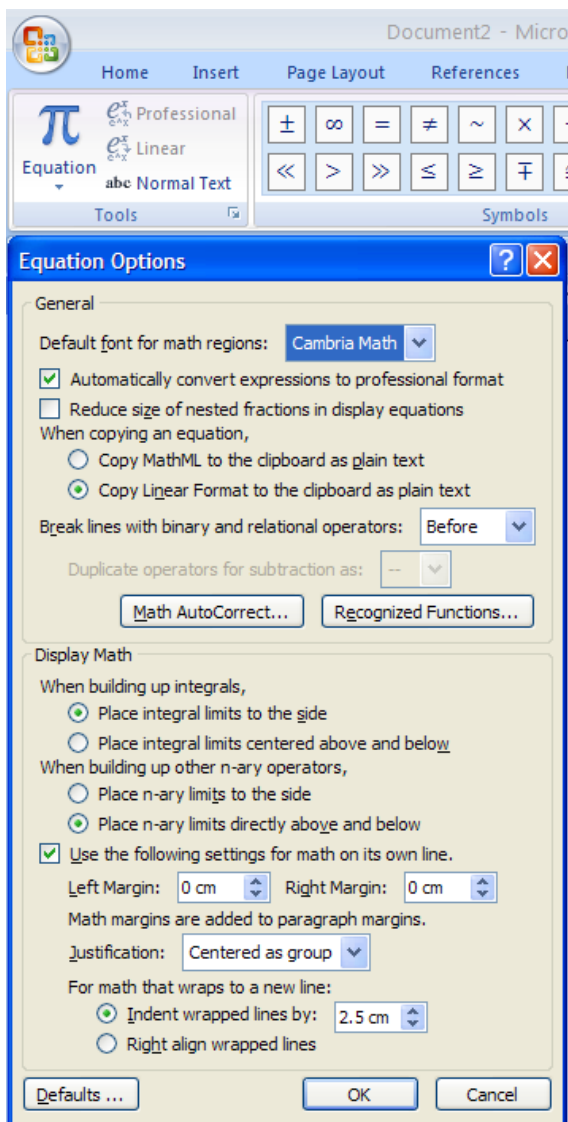 Document2 - Micro
Home Insert Page Layout References
π Professional
Linear
Equation
abc Normal Text
Tools
± ∞ = ≠ ~ ×
≪ > ≫ ≤ ≥ ∓
Symbols
Equation Options
General
Default font for math regions: Cambria Math
Automatically convert expressions to professional format
Reduce size of nested fractions in display equations
When copying an equation,
Copy MathML to the clipboard as plain text
Copy Linear Format to the clipboard as plain text
Break lines with binary and relational operators: Before
Duplicate operators for subtraction as: --
Math AutoCorrect... Recognized Functions...
Display Math
When building up integrals,
Place integral limits to the side
Place integral limits centered above and below
When building up other n-ary operators,
Place n-ary limits to the side
Place n-ary limits directly above and below
Use the following settings for math on its own line.
Left Margin: 0 cm Right Margin: 0 cm
Math margins are added to paragraph margins.
Justification: Centered as group
For math that wraps to a new line:
Indent wrapped lines by: 2.5 cm
Right align wrapped lines
Defaults ... OK Cancel